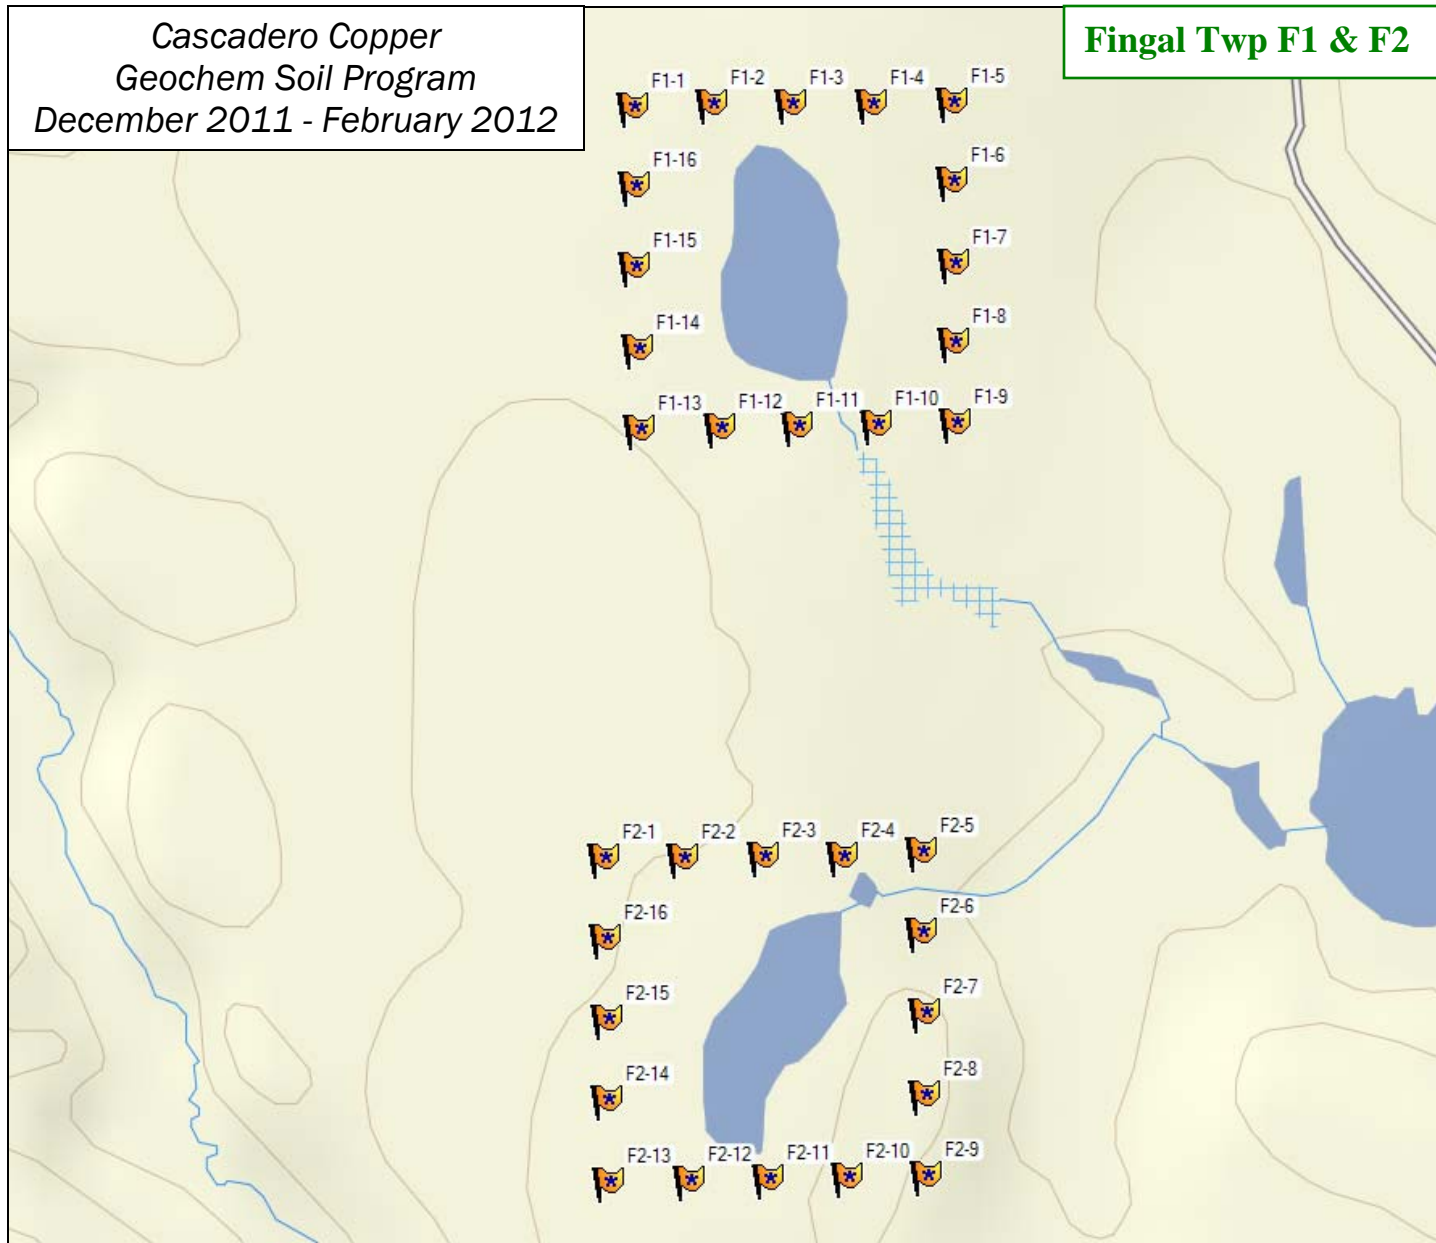 Cascadero Copper
Geochem Soil Program
December 2011 - February 2012
Fingal Twp F1 & F2
F1-1
F1-2
F1-3
F1-4
F1-5
F1-16
F1-6
F1-15
F1-7
F1-14
F1-8
F1-13
F1-12
F1-11
F1-10
F1-9
F2-1
F2-2
F2-3
F2-4
F2-5
F2-16
F2-6
F2-15
F2-7
F2-14
F2-8
F2-13
F2-12
F2-11
F2-10
F2-9